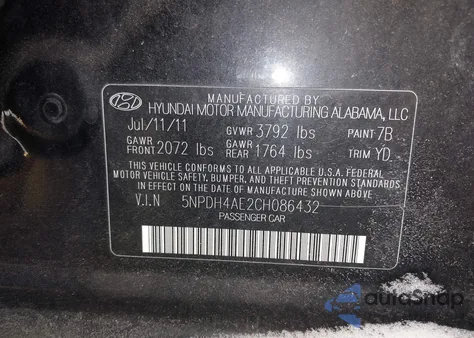 MANUFACTURED BY
HYUNDAI MOTOR MANUFACTURING ALABAMA, LLC
Jul/11/11 GVWR 3792 lbs PAINT 7B
GAWR FRONT 2072 lbs GAWR REAR 1764 lbs TRIM YD
THIS VEHICLE CONFORMS TO ALL APPLICABLE U.S.A. FEDERAL
MOTOR VEHICLE SAFETY, BUMPER, AND THEFT PREVENTION STANDARDS
IN EFFECT ON THE DATE OF MANUFACTURE SHOWN ABOVE.
V.I.N 5NPDH4AE2CH086432
PASSENGER CAR
autoSnap